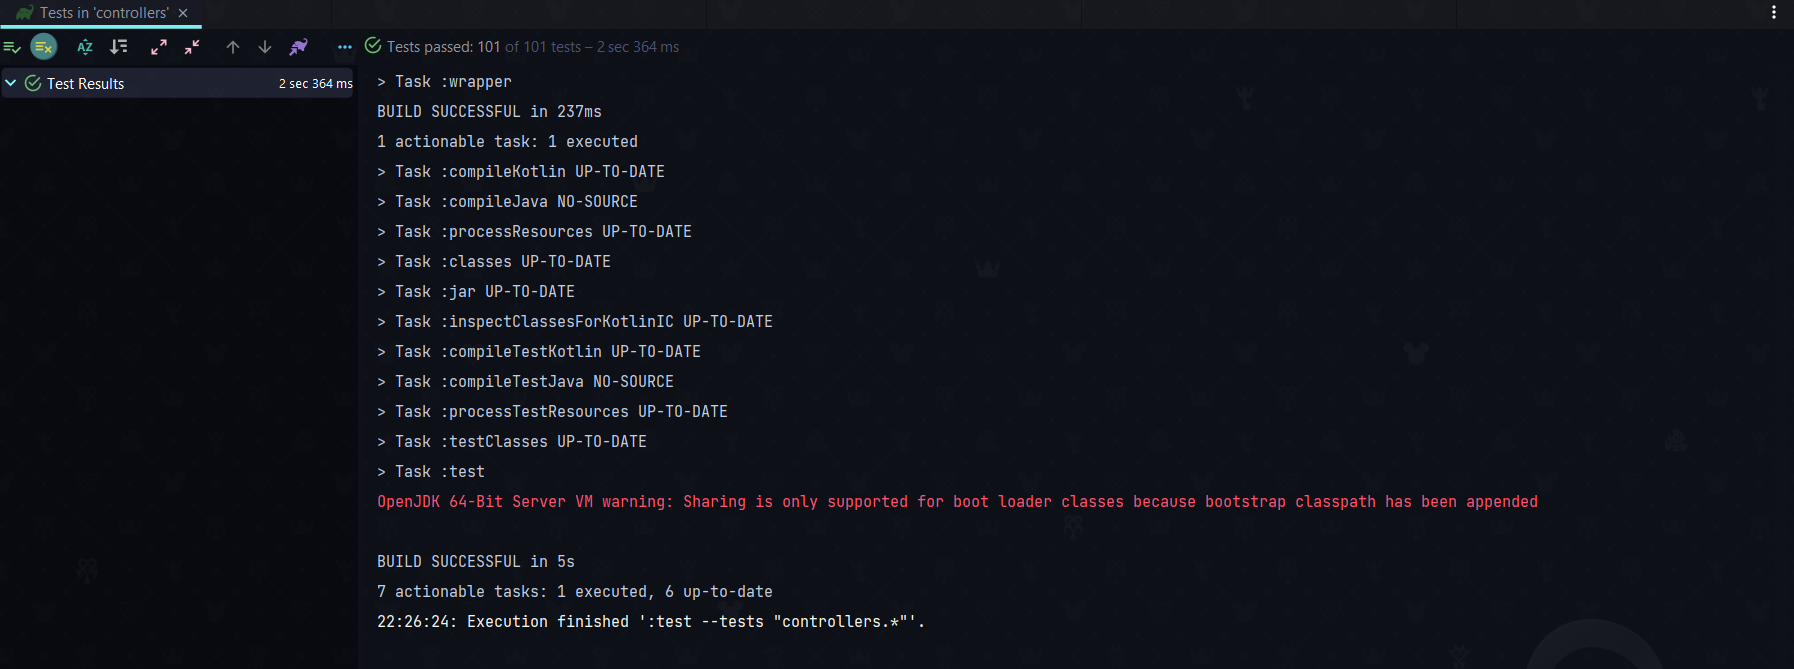 Tests in 'controllers'
Tests passed: 101 of 101 tests – 2 sec 364 ms
Test Results 2 sec 364 ms
> Task :wrapper
BUILD SUCCESSFUL in 237ms
1 actionable task: 1 executed
> Task :compileKotlin UP-TO-DATE
> Task :compileJava NO-SOURCE
> Task :processResources UP-TO-DATE
> Task :classes UP-TO-DATE
> Task :jar UP-TO-DATE
> Task :inspectClassesForKotlinIC UP-TO-DATE
> Task :compileTestKotlin UP-TO-DATE
> Task :compileTestJava NO-SOURCE
> Task :processTestResources UP-TO-DATE
> Task :testClasses UP-TO-DATE
> Task :test
OpenJDK 64-Bit Server VM warning: Sharing is only supported for boot loader classes because bootstrap classpath has been appended
BUILD SUCCESSFUL in 5s
7 actionable tasks: 1 executed, 6 up-to-date
22:26:24: Execution finished ':test --tests "controllers.*"'.